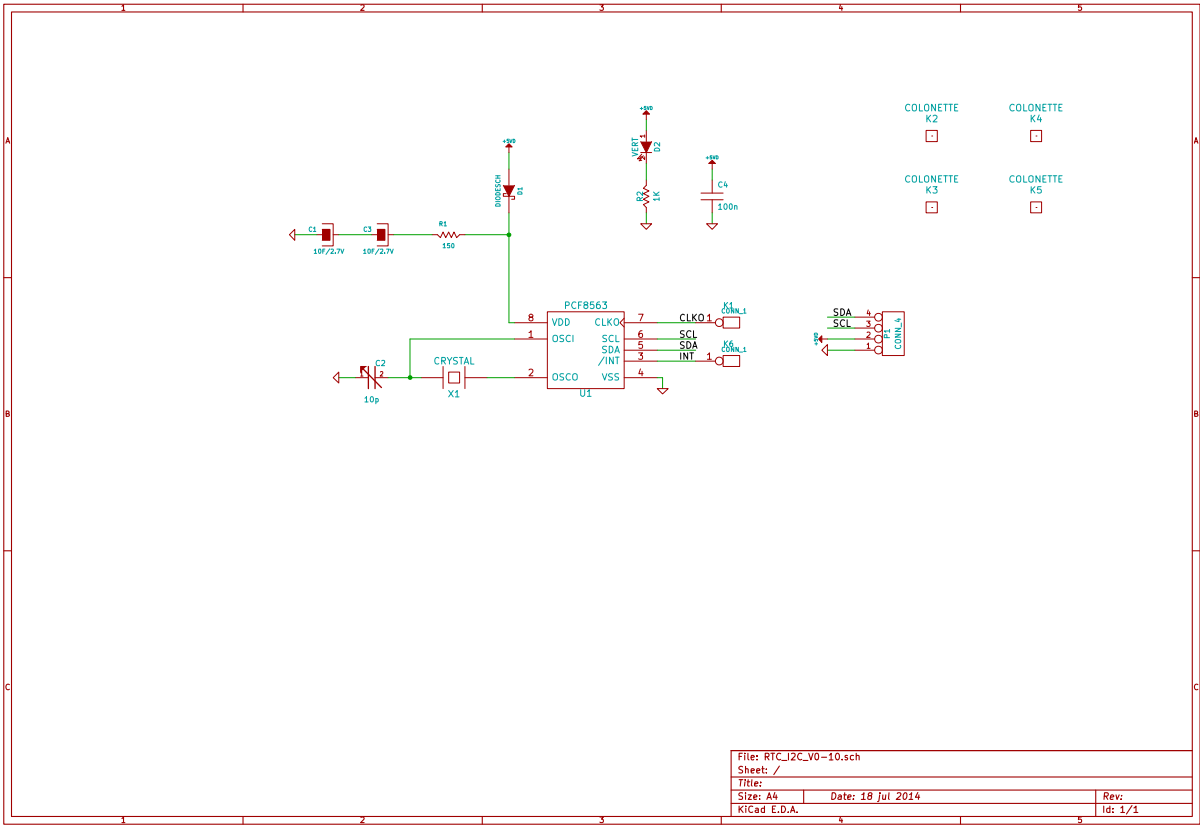 1 2 3 4 5
A A
B B
C C
1 2 3 4 5
COLONETTE
K2
COLONETTE
K4
COLONETTE
K3
COLONETTE
K5
+5VD
DIODESCH
D1
+5VD
VERT
1
2
D2
R2
1K
+5VD
C4
100n
C1
10F/2.7V
C3
10F/2.7V
R1
150
PCF8563
8 VDD
1 OSCI
2 OSCO
CLKO 7
SCL 6
SDA 5
/INT 3
VSS 4
U1
CLKO 1
SCL
SDA
INT 1
K1
CONN_1
K6
CONN_1
C2
1 2
10p
CRYSTAL
X1
SDA 4
SCL 3
+5VD 2
1
P1
CONN_4
File: RTC_I2C_V0-10.sch
Sheet: /
Title:
Size: A4 Date: 18 jul 2014 Rev:
KiCad E.D.A. Id: 1/1